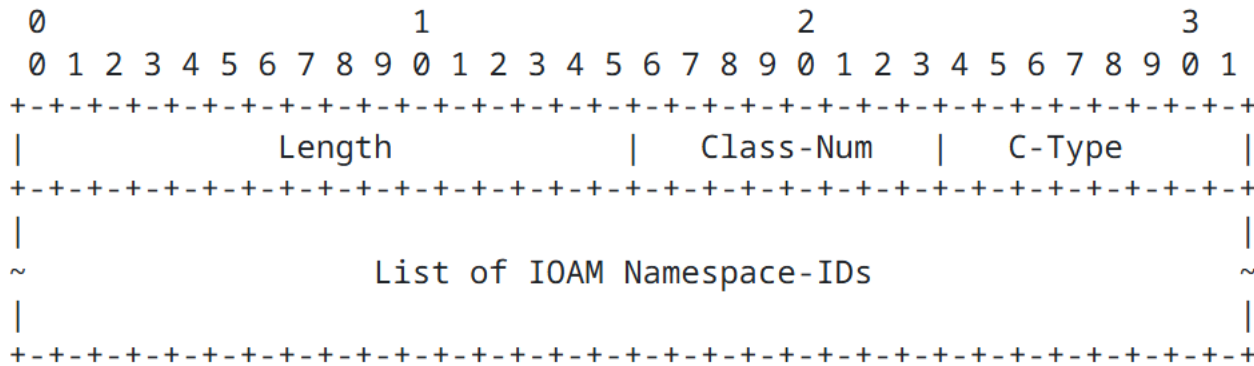 0                   1                   2                   3
0 1 2 3 4 5 6 7 8 9 0 1 2 3 4 5 6 7 8 9 0 1 2 3 4 5 6 7 8 9 0 1
+-+-+-+-+-+-+-+-+-+-+-+-+-+-+-+-+-+-+-+-+-+-+-+-+-+-+-+-+-+-+-+-+
|             Length            |   Class-Num   |   C-Type      |
+-+-+-+-+-+-+-+-+-+-+-+-+-+-+-+-+-+-+-+-+-+-+-+-+-+-+-+-+-+-+-+-+
|                                                               |
~                  List of IOAM Namespace-IDs                   ~
|                                                               |
+-+-+-+-+-+-+-+-+-+-+-+-+-+-+-+-+-+-+-+-+-+-+-+-+-+-+-+-+-+-+-+-+